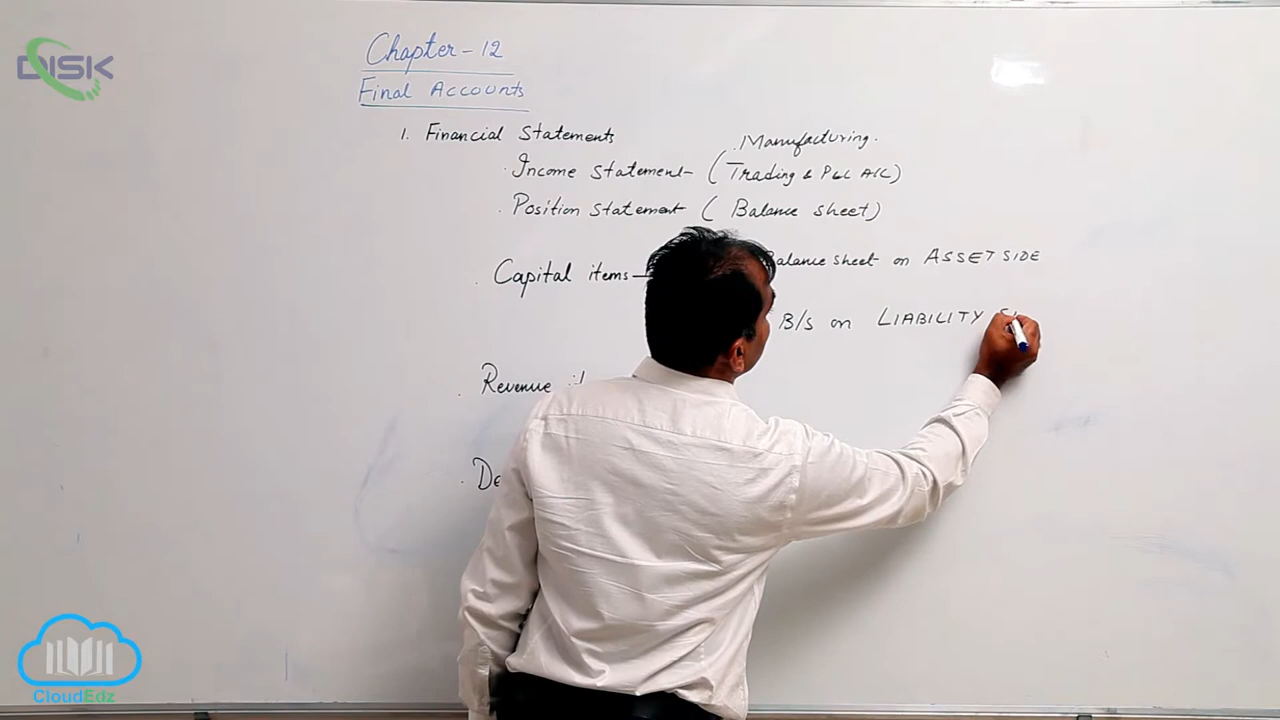 DISK
Chapter-12
Final Accounts
1. Financial Statements
Manufacturing.
Income Statement- (Trading & P&L A/C)
Position Statement (Balance sheet)
Capital items- Balance sheet on ASSET SIDE
B/s on LIABILITY
Revenue
CloudEdz